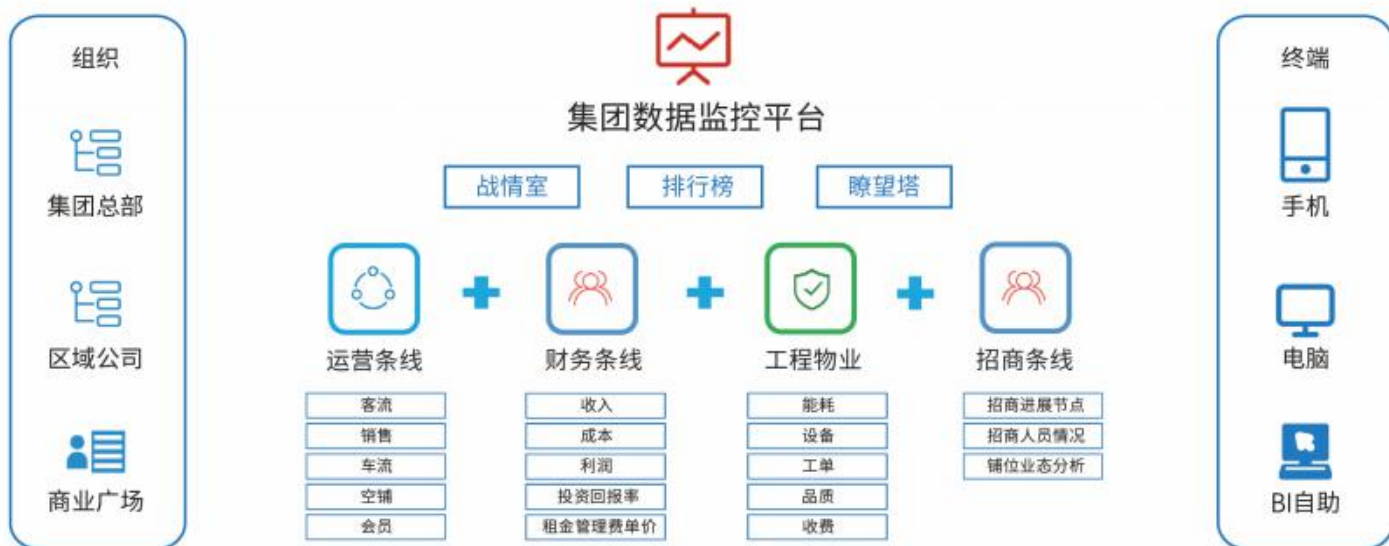 组织
集团总部
区域公司
商业广场
集团数据监控平台
战情室
排行榜
瞭望塔
运营条线
客流
销售
车流
空铺
会员
财务条线
收入
成本
利润
投资回报率
租金管理费单价
工程物业
能耗
设备
工单
品质
收费
招商条线
招商进展节点
招商人员情况
铺位业态分析
终端
手机
电脑
BI自助